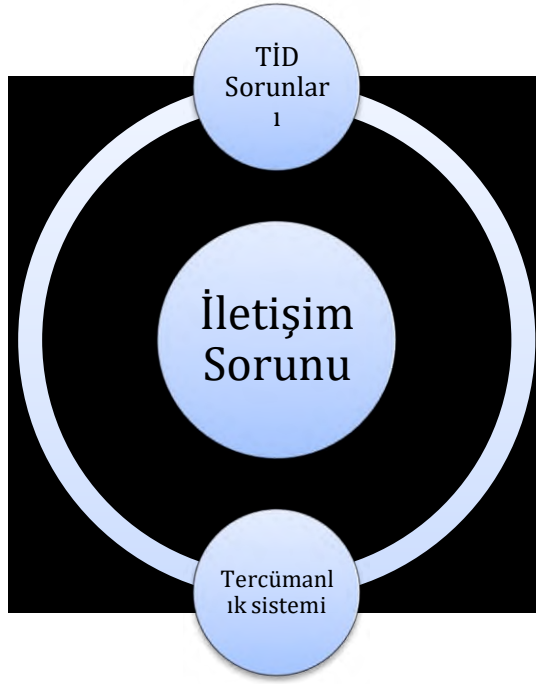 TİD
Sorunlar
ı
İletişim
Sorunu
Tercümanl
ık sistemi